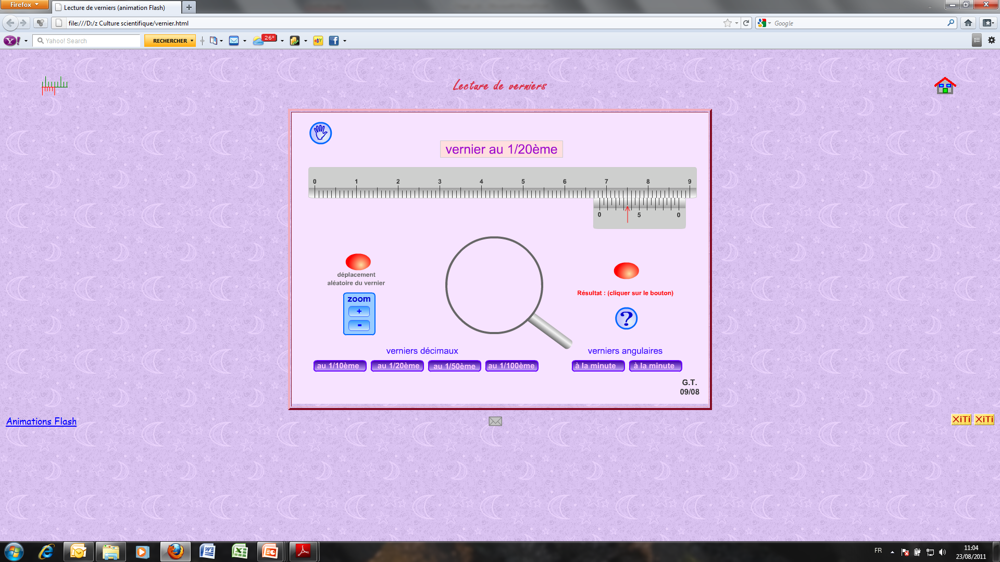 Firefox
Lecture de verniers (animation Flash)
file:///D:/z Culture scientifique/vernier.html
Google
Y!
Yahoo! Search
RECHERCHER
26°
Lecture de verniers
vernier au 1/20ème
0 1 2 3 4 5 6 7 8 9
0 5 0
déplacement
aléatoire du vernier
zoom
+
-
Résultat : (cliquer sur le bouton)
?
verniers décimaux
verniers angulaires
au 1/10ème
au 1/20ème
au 1/50ème
au 1/100ème
à la minute
à la minute
G.T.
09/08
Animations Flash
XiTi XiTi
FR
11:04
23/08/2011